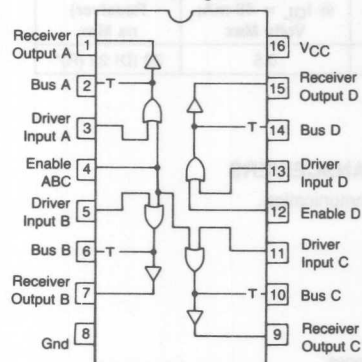 Receiver
Output A
1
Bus A
2
T
Driver
Input A
3
Enable
ABC
4
Driver
Input B
5
Bus B
6
T
Receiver
Output B
7
Gnd
8
16
VCC
15
Receiver
Output D
T
14
Bus D
13
Driver
Input D
12
Enable D
11
Driver
Input C
T
10
Bus C
9
Receiver
Output C